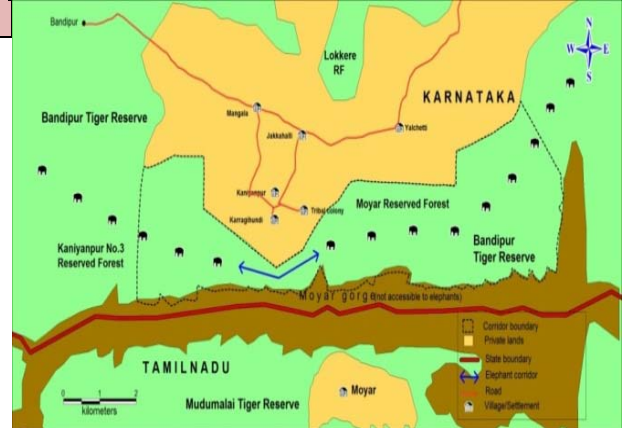 Bandipur
N
W E
S
Lokkere
RF
KARNATAKA
Mangala
Bandipur Tiger Reserve
Jakkahalli
Yalchetti
Kaniyanpur
Tribal colony
Karragihundi
Moyar Reserved Forest
Kaniyanpur No.3
Reserved Forest
Bandipur
Tiger Reserve
Moyar gorge (not accessible to elephants)
Corridor boundary
Private lands
State boundary
Elephant corridor
Road
Village/Settlement
TAMILNADU
0 1 2
kilometers
Moyar
Mudumalai Tiger Reserve